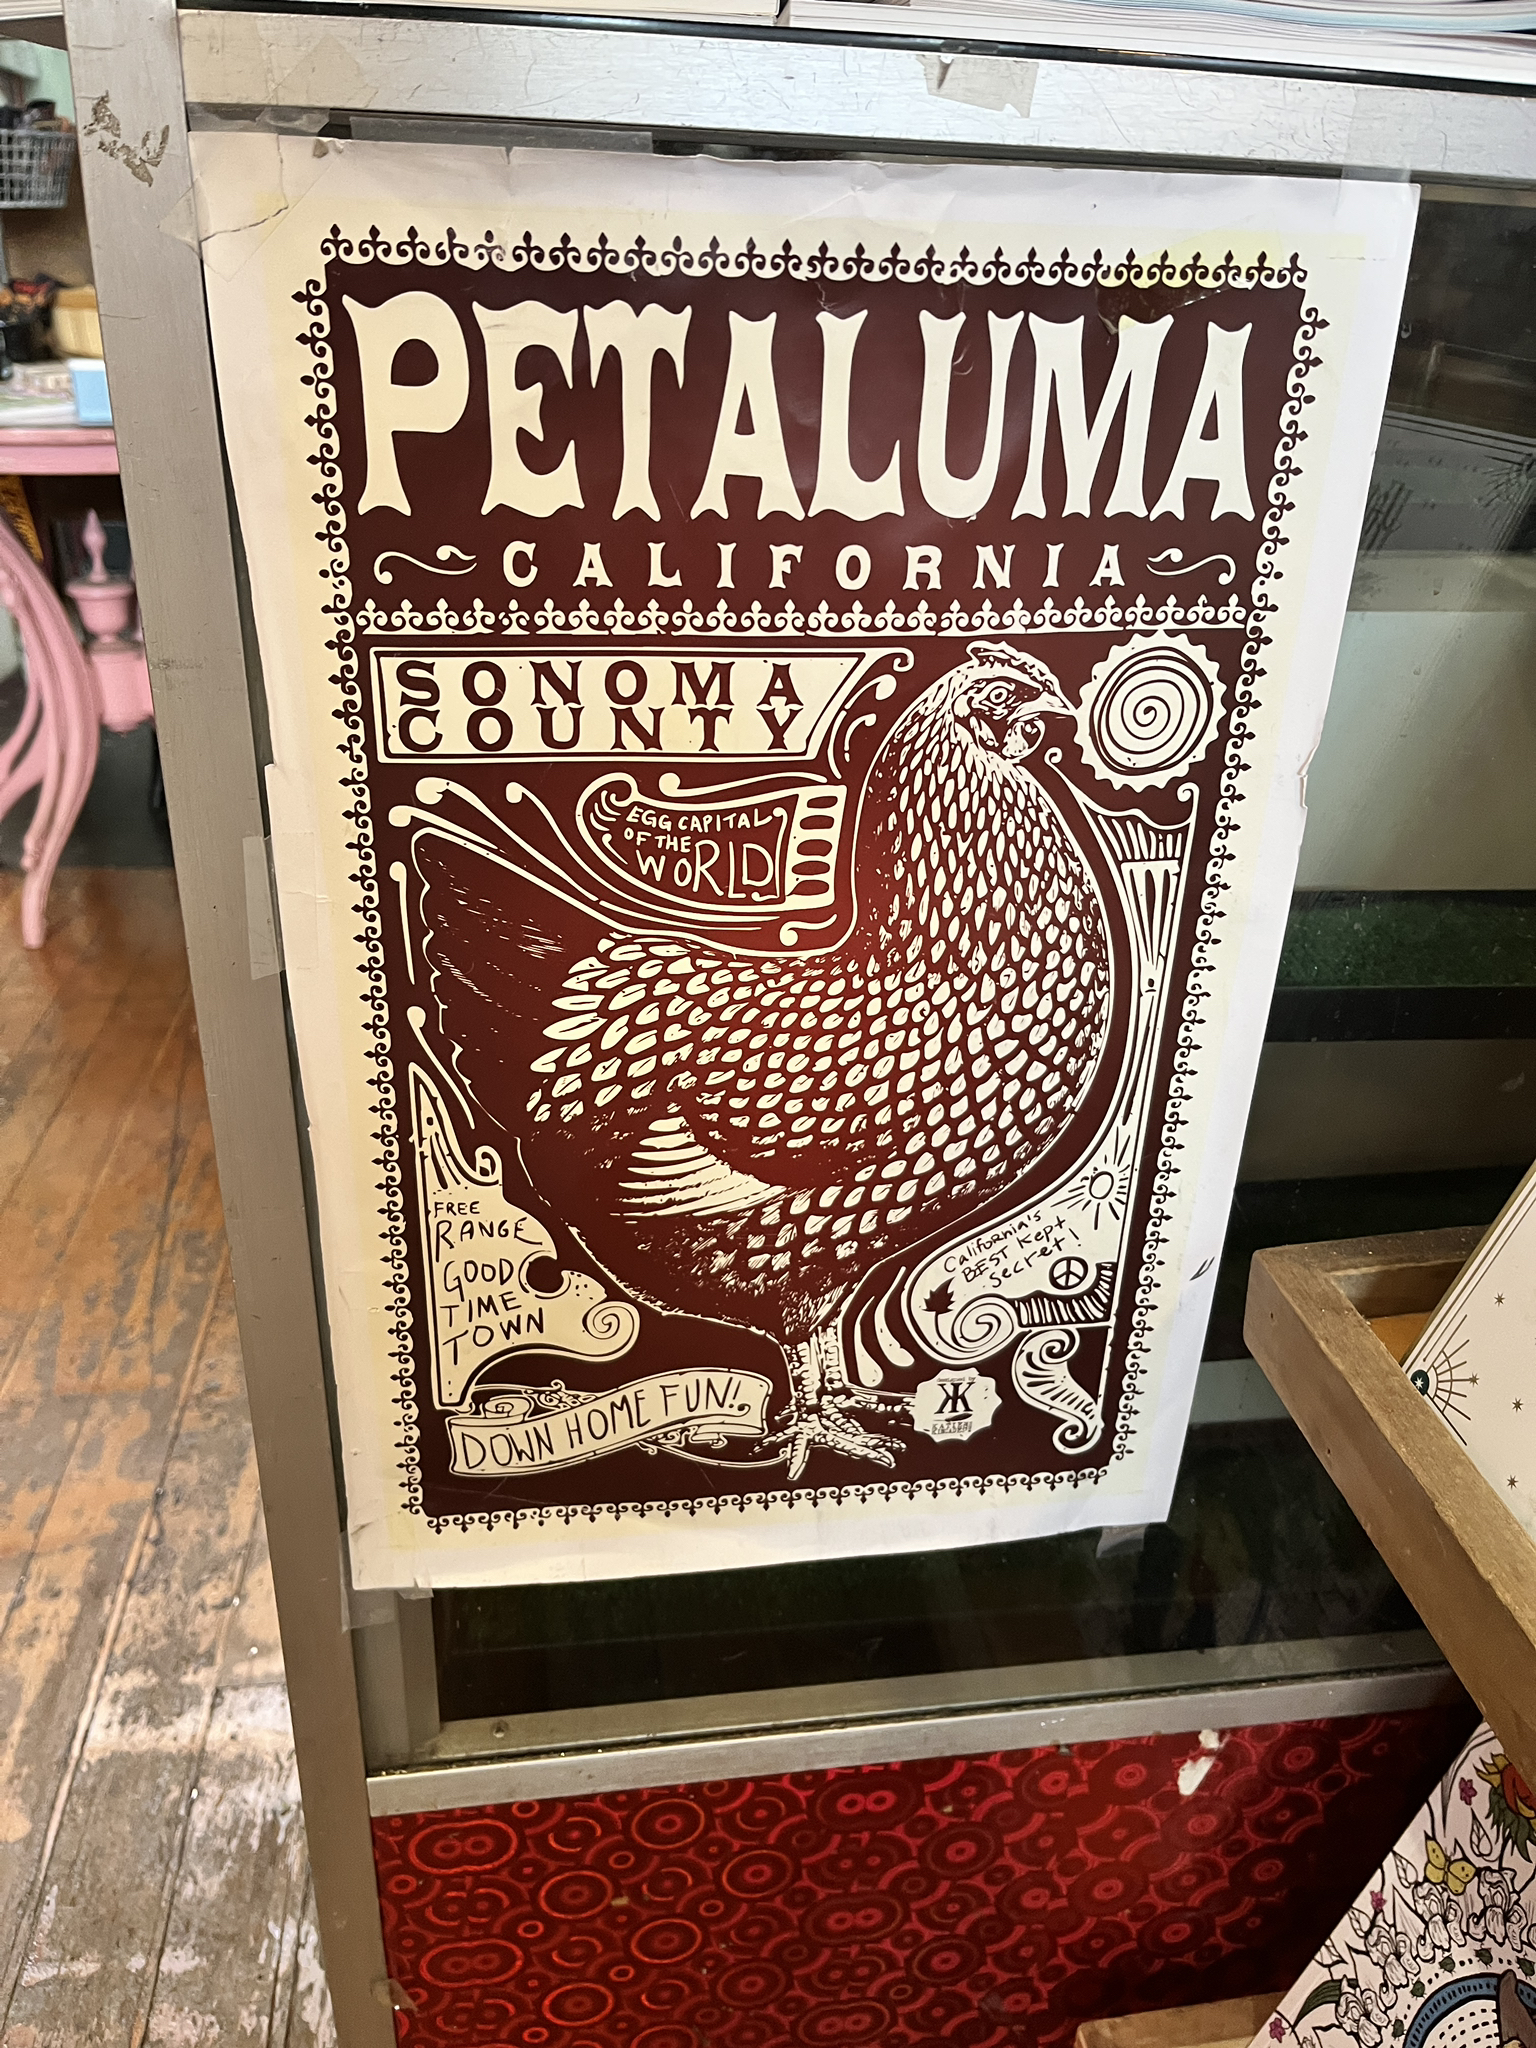 PETALUMA
CALIFORNIA
SONOMA
COUNTY
EGG CAPITAL
OF THE
WORLD
FREE
RANGE
GOOD
TIME
TOWN
California's
BEST kept
secret!
DOWN HOME FUN!